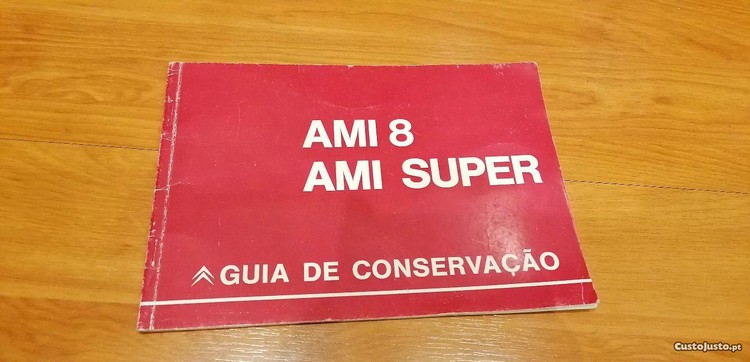 AMI 8
AMI SUPER
GUIA DE CONSERVAÇÃO
CustoJusto.pt